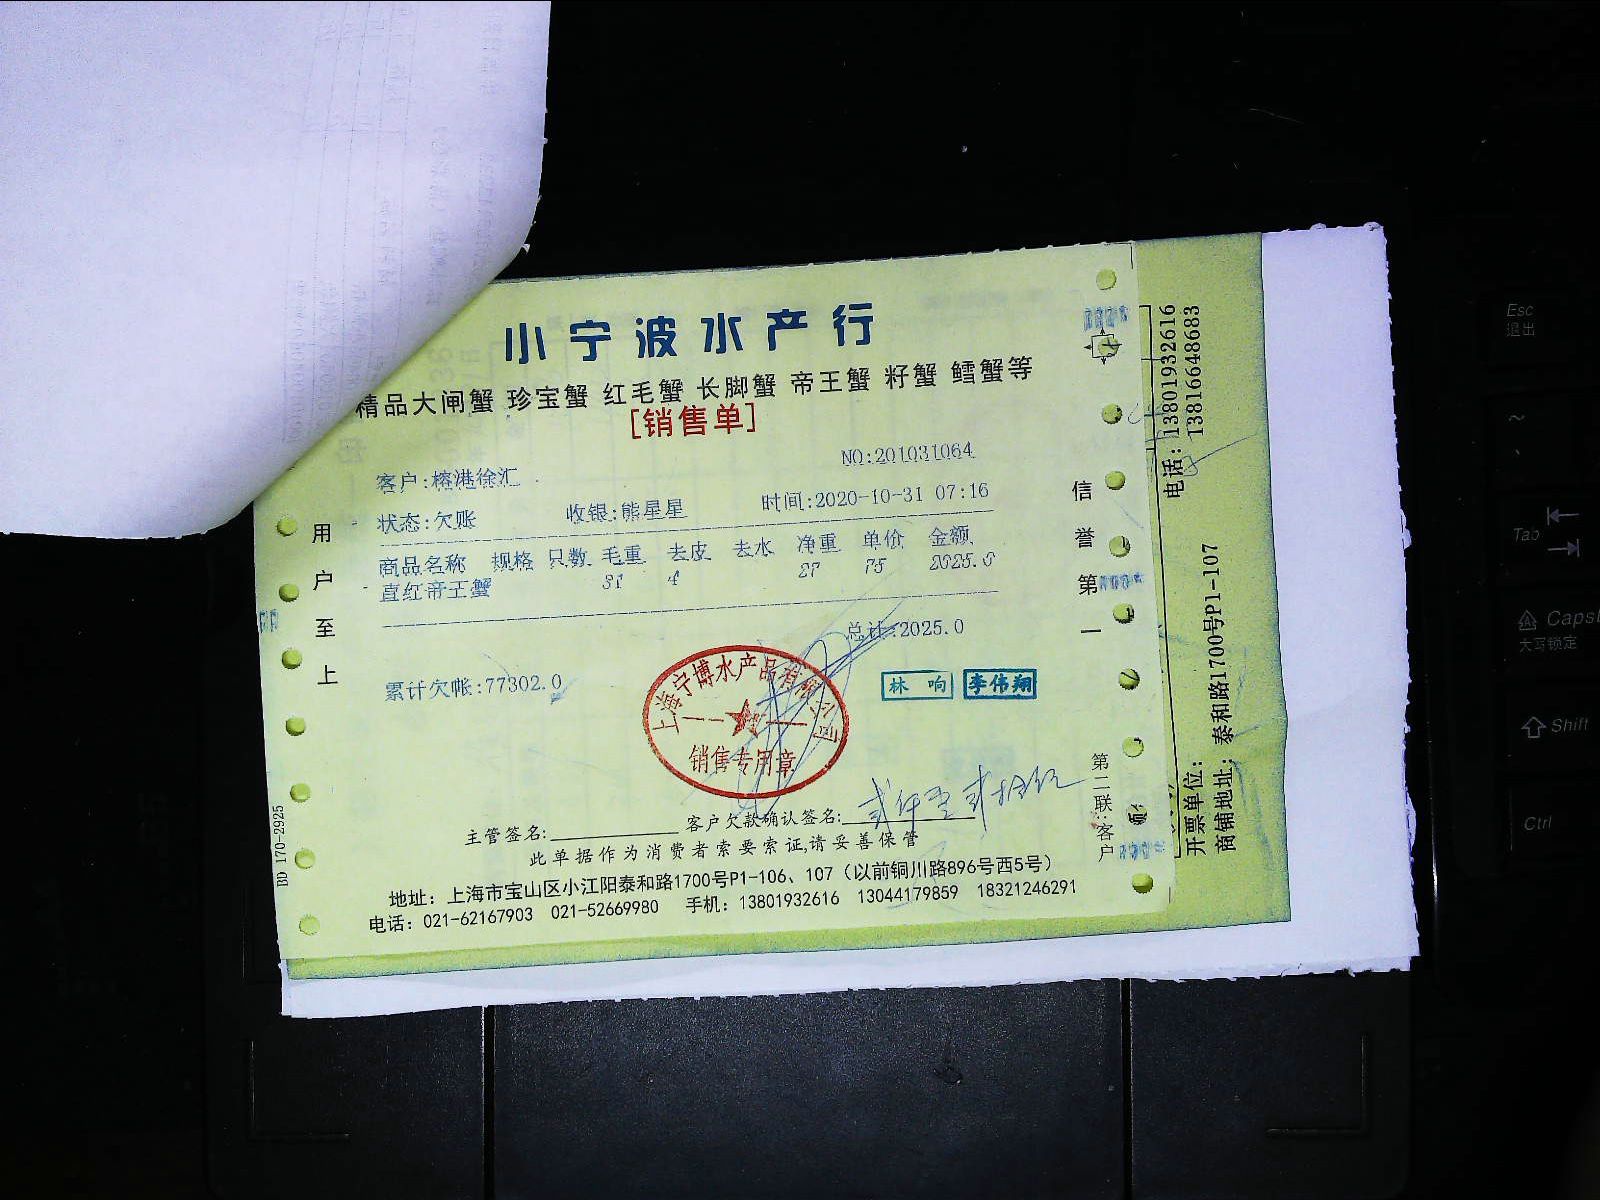 小宁波水产行
精品大闸蟹 珍宝蟹 红毛蟹 长脚蟹 帝王蟹 籽蟹 鳕蟹等
[销售单]
NO:201031064
客户:榕港徐汇
状态:欠账 收银:熊星星 时间:2020-10-31 07:16
商品名称 规格 只数 毛重 去皮 去水 净重 单价 金额
直红帝王蟹 31 4 27 75 2025.0
总计:2025.0
累计欠帐:77302.0
林响 李伟翔
上海宁博水产品有限公司
销售专用章
主管签名: 客户欠款确认签名:
此单据作为消费者索要索证,请妥善保管
地址: 上海市宝山区小江阳泰和路1700号P1-106、107（以前铜川路896号西5号）
电话: 021-62167903 021-52669980 手机: 13801932616 13044179859 18321246291
用户至上
信誉第一
第二联:客户
BD 170-2925
电话: 13801932616
13816648683
开票单位:
商铺地址: 泰和路1700号P1-107
Esc
退出
~
Tab
Caps
大写锁定
Shift
Ctrl